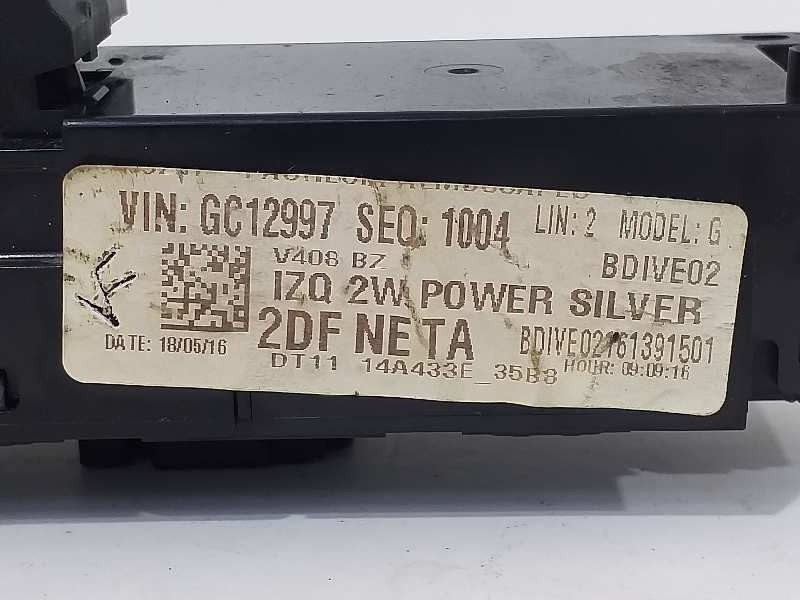 VIN: GC12997 SEQ: 1004 LIN: 2 MODEL: G
V408 BZ BDIVE02
IZQ 2W POWER SILVER
2DF NETA BDIVE02161391501
DATE: 18/05/16 DT11 14A433E_35B8 HOUR: 09:09:16